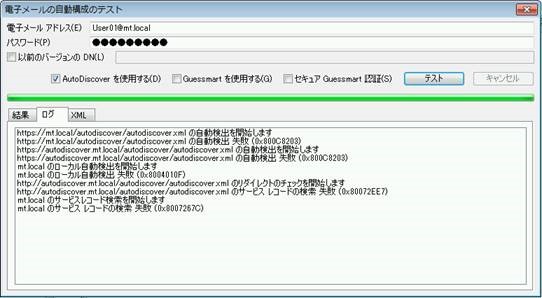 電子メールの自動構成のテスト
電子メール アドレス(E) User01@mt.local
パスワード(P) ●●●●●●●●●
以前のバージョンの DN(L)
AutoDiscover を使用する(D) Guessmart を使用する(G) セキュア Guessmart 認証(S) テスト キャンセル
結果 ログ XML
https://mt.local/autodiscover/autodiscover.xml の自動検出を開始します
https://mt.local/autodiscover/autodiscover.xml の自動検出 失敗 (0x800C8203)
https://autodiscover.mt.local/autodiscover/autodiscover.xml の自動検出を開始します
https://autodiscover.mt.local/autodiscover/autodiscover.xml の自動検出 失敗 (0x800C8203)
mt.local のローカル自動検出を開始します
mt.local のローカル自動検出 失敗 (0x8004010F)
http://autodiscover.mt.local/autodiscover/autodiscover.xml のリダイレクトのチェックを開始します
http://autodiscover.mt.local/autodiscover/autodiscover.xml のサービス レコードの検索 失敗 (0x80072EE7)
mt.local のサービスレコード検索を開始します
mt.local のサービス レコードの検索 失敗 (0x8007267C)